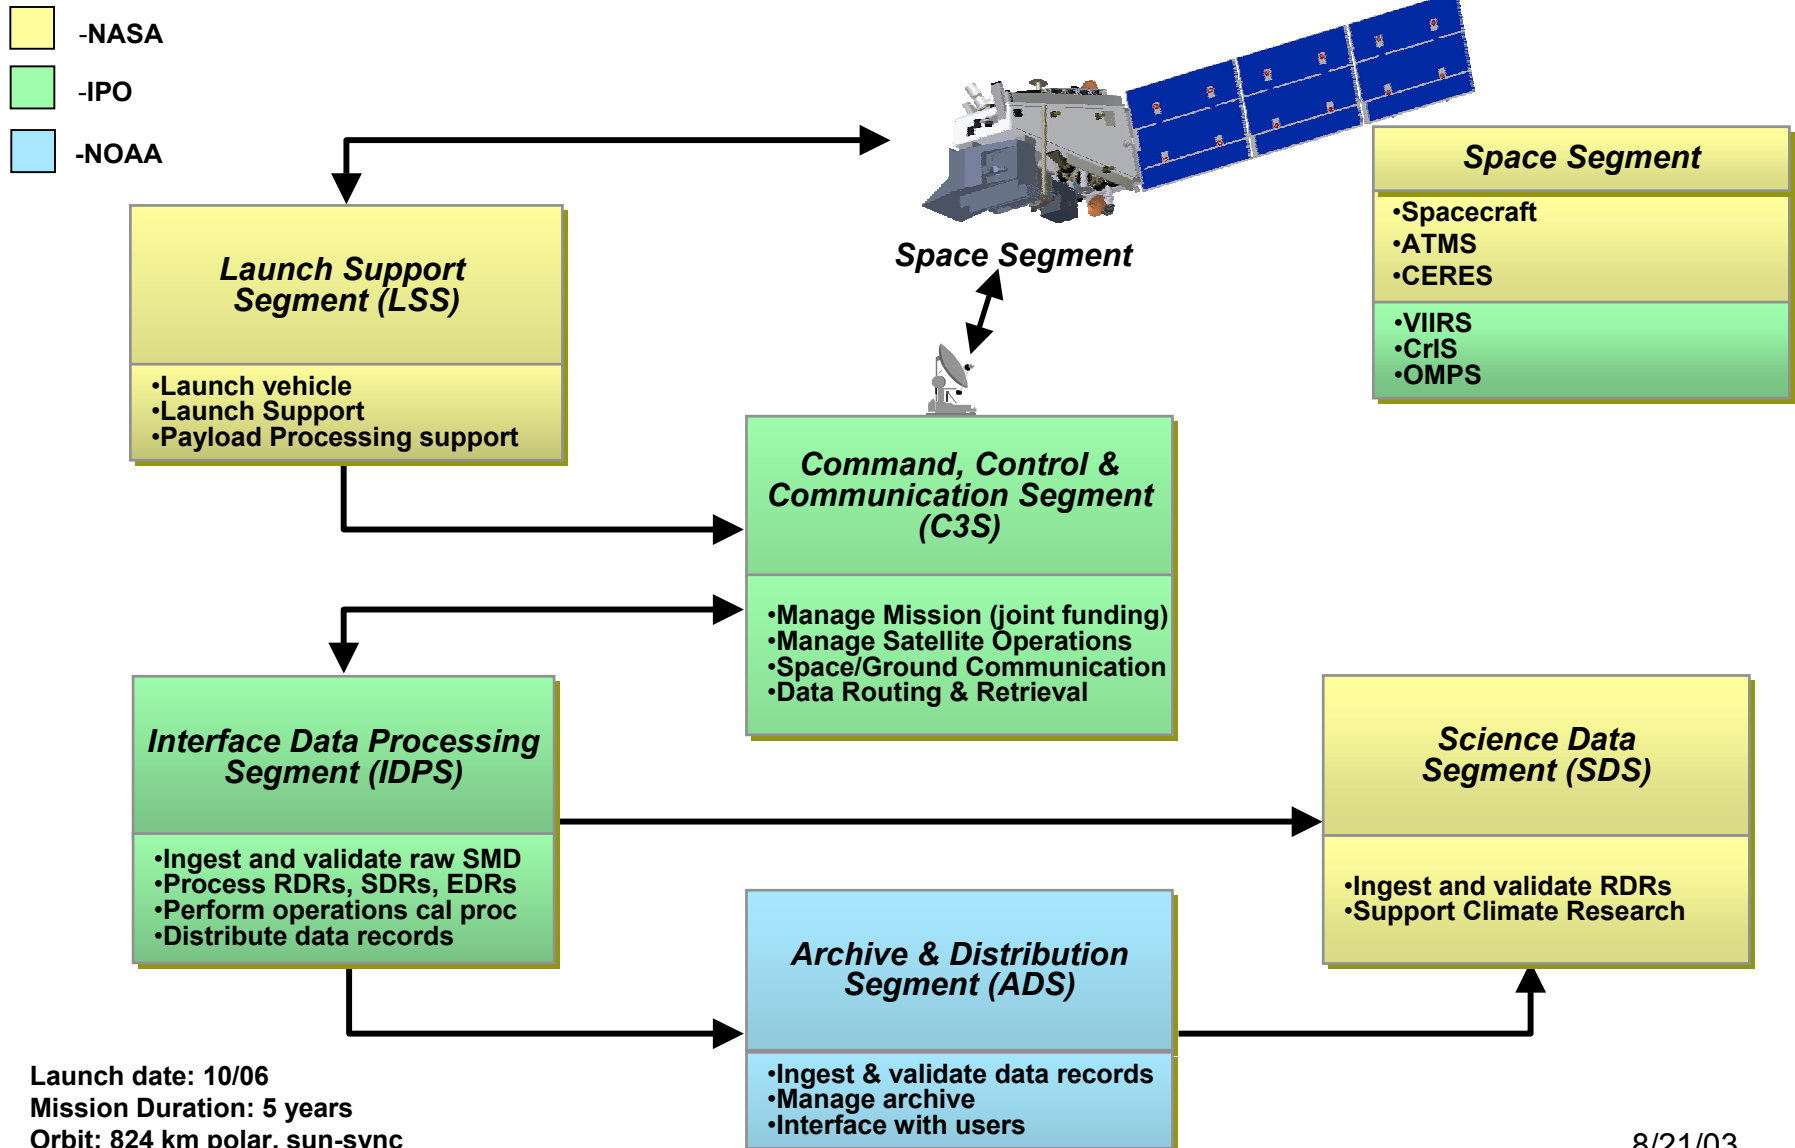 -NASA
-IPO
-NOAA
Space Segment
•Spacecraft
•ATMS
•CERES
•VIIRS
•CrIS
•OMPS
Space Segment
Launch Support
Segment (LSS)
•Launch vehicle
•Launch Support
•Payload Processing support
Command, Control &
Communication Segment
(C3S)
•Manage Mission (joint funding)
•Manage Satellite Operations
•Space/Ground Communication
•Data Routing & Retrieval
Interface Data Processing
Segment (IDPS)
•Ingest and validate raw SMD
•Process RDRs, SDRs, EDRs
•Perform operations cal proc
•Distribute data records
Science Data
Segment (SDS)
•Ingest and validate RDRs
•Support Climate Research
Archive & Distribution
Segment (ADS)
•Ingest & validate data records
•Manage archive
•Interface with users
Launch date: 10/06
Mission Duration: 5 years
Orbit: 824 km polar, sun-sync
8/21/03